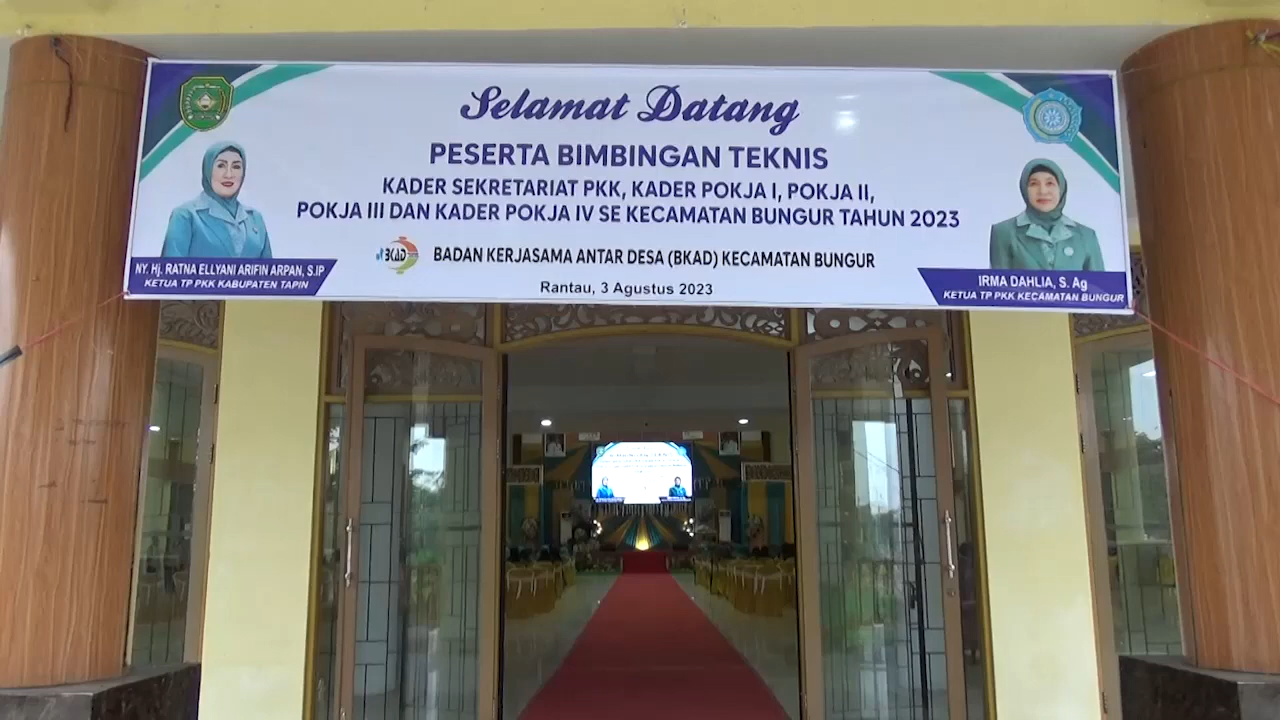 Selamat Datang
PESERTA BIMBINGAN TEKNIS
KADER SEKRETARIAT PKK, KADER POKJA I, POKJA II,
POKJA III DAN KADER POKJA IV SE KECAMATAN BUNGUR TAHUN 2023
BKAD
BADAN KERJASAMA ANTAR DESA (BKAD) KECAMATAN BUNGUR
Rantau, 3 Agustus 2023
NY. Hj. RATNA ELLYANI ARIFIN ARPAN, S.IP
KETUA TP PKK KABUPATEN TAPIN
IRMA DAHLIA, S. Ag
KETUA TP PKK KECAMATAN BUNGUR